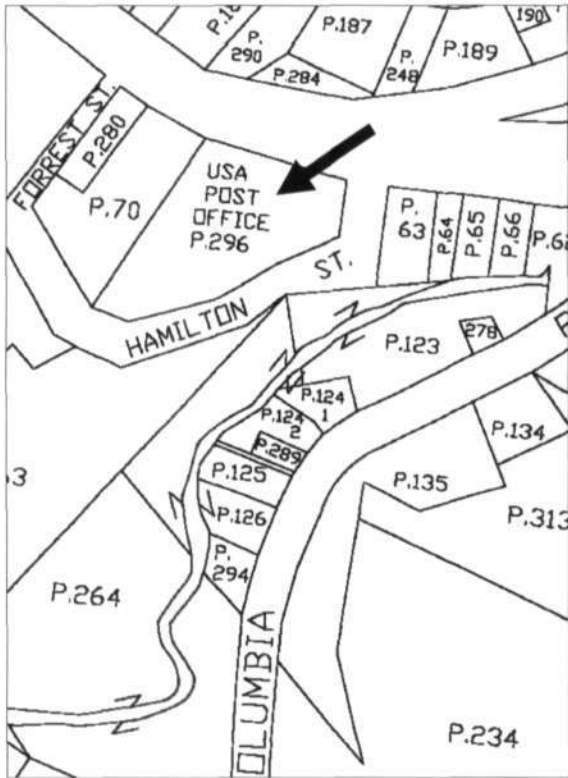 190
P.187
P.
290
P.
248
P.189
P.284
FORREST ST.
P.280
USA
POST
OFFICE
P.296
P.70
P.
63
P.64
P.65
P.66
HAMILTON ST.
P.123
278
P.124
1
P.124
2
P.289
P.134
P.125
P.135
P.126
P.313
P.
294
P.264
OLUMBIA
P.234